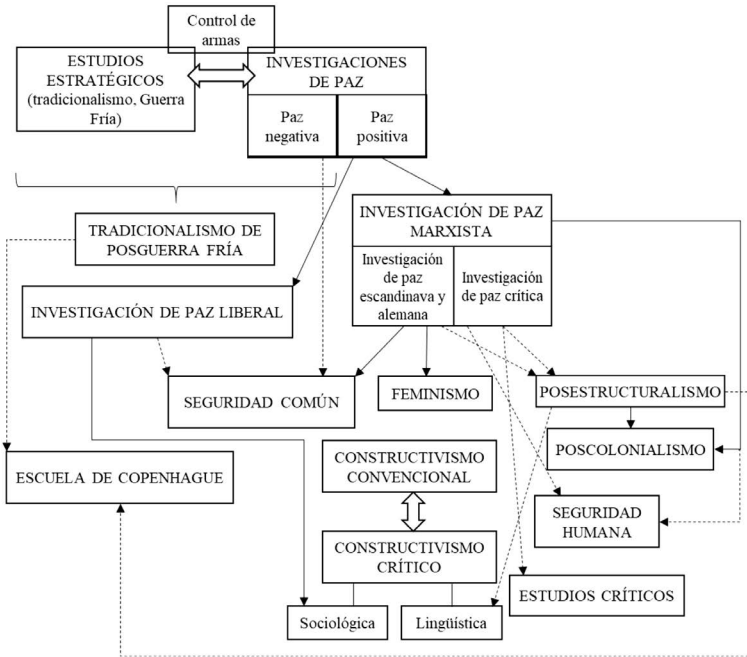 Control de
armas
ESTUDIOS
ESTRATÉGICOS
(tradicionalismo, Guerra
Fría)
INVESTIGACIONES
DE PAZ
Paz
negativa
Paz
positiva
TRADICIONALISMO DE
POSGUERRA FRÍA
INVESTIGACIÓN DE PAZ
MARXISTA
Investigación
de paz
escandinava y
alemana
Investigación
de paz crítica
INVESTIGACIÓN DE PAZ LIBERAL
SEGURIDAD COMÚN
FEMINISMO
POSESTRUCTURALISMO
POSCOLONIALISMO
ESCUELA DE COPENHAGUE
CONSTRUCTIVISMO
CONVENCIONAL
SEGURIDAD
HUMANA
CONSTRUCTIVISMO
CRÍTICO
ESTUDIOS CRÍTICOS
Sociológica
Lingüística